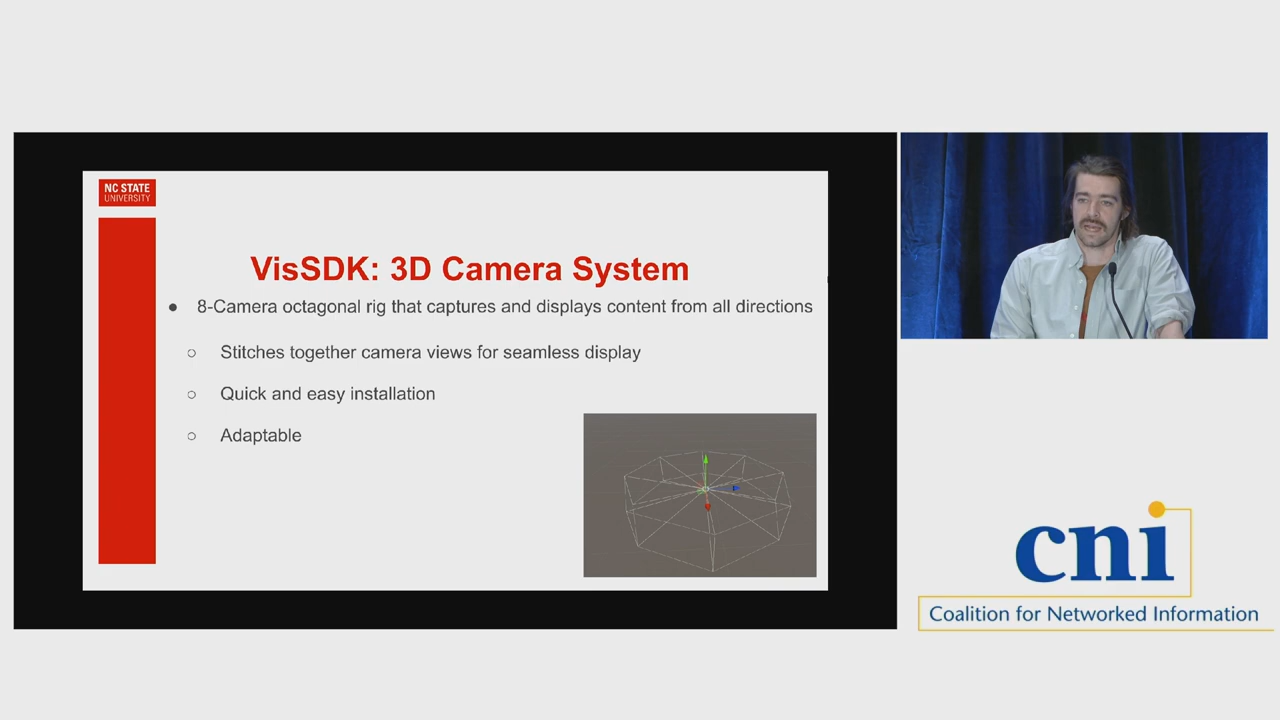 NC STATE
UNIVERSITY
VisSDK: 3D Camera System
● 8-Camera octagonal rig that captures and displays content from all directions
○ Stitches together camera views for seamless display
○ Quick and easy installation
○ Adaptable
cni
Coalition for Networked Information